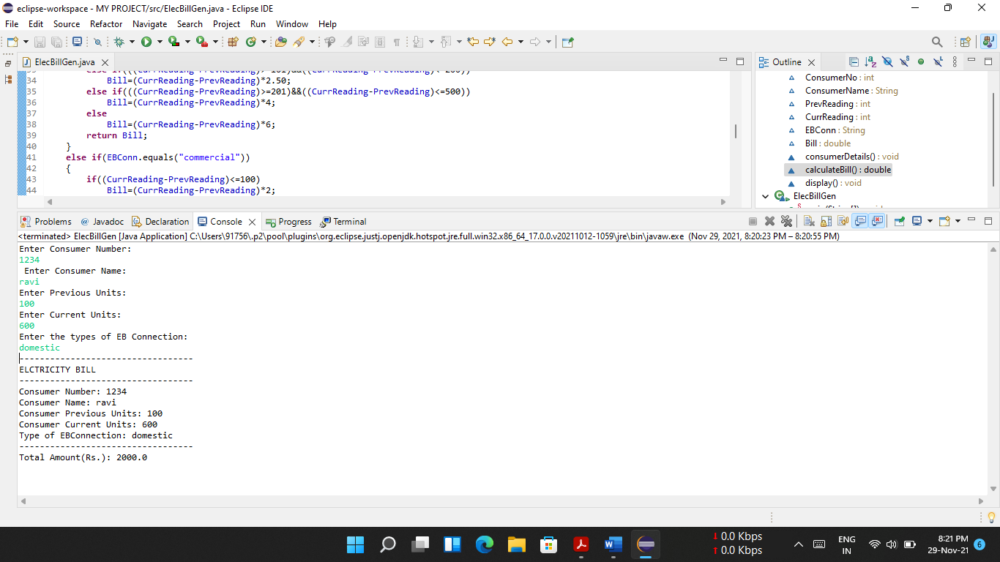 eclipse-workspace - MY PROJECT/src/ElecBillGen.java - Eclipse IDE
File Edit Source Refactor Navigate Search Project Run Window Help
ElecBillGen.java
34 Bill=(CurrReading-PrevReading)*2.50;
35 else if(((CurrReading-PrevReading)>=201)&&((CurrReading-PrevReading)<=500))
36 Bill=(CurrReading-PrevReading)*4;
37 else
38 Bill=(CurrReading-PrevReading)*6;
39 return Bill;
40 }
41 else if(EBConn.equals("commercial"))
42 {
43 if((CurrReading-PrevReading)<=100)
44 Bill=(CurrReading-PrevReading)*2;
Outline
ConsumerNo : int
ConsumerName : String
PrevReading : int
CurrReading : int
EBConn : String
Bill : double
consumerDetails() : void
calculateBill() : double
display() : void
ElecBillGen
Problems @ Javadoc Declaration Console Progress Terminal
<terminated> ElecBillGen [Java Application] C:\Users\91756\.p2\pool\plugins\org.eclipse.justj.openjdk.hotspot.jre.full.win32.x86_64_17.0.0.v20211012-1059\jre\bin\javaw.exe (Nov 29, 2021, 8:20:23 PM – 8:20:55 PM)
Enter Consumer Number:
1234
Enter Consumer Name:
ravi
Enter Previous Units:
100
Enter Current Units:
600
Enter the types of EB Connection:
domestic
----------------------------------
ELCTRICITY BILL
----------------------------------
Consumer Number: 1234
Consumer Name: ravi
Consumer Previous Units: 100
Consumer Current Units: 600
Type of EBConnection: domestic
----------------------------------
Total Amount(Rs.): 2000.0
0.0 Kbps
0.0 Kbps
ENG
IN
8:21 PM
29-Nov-21
6